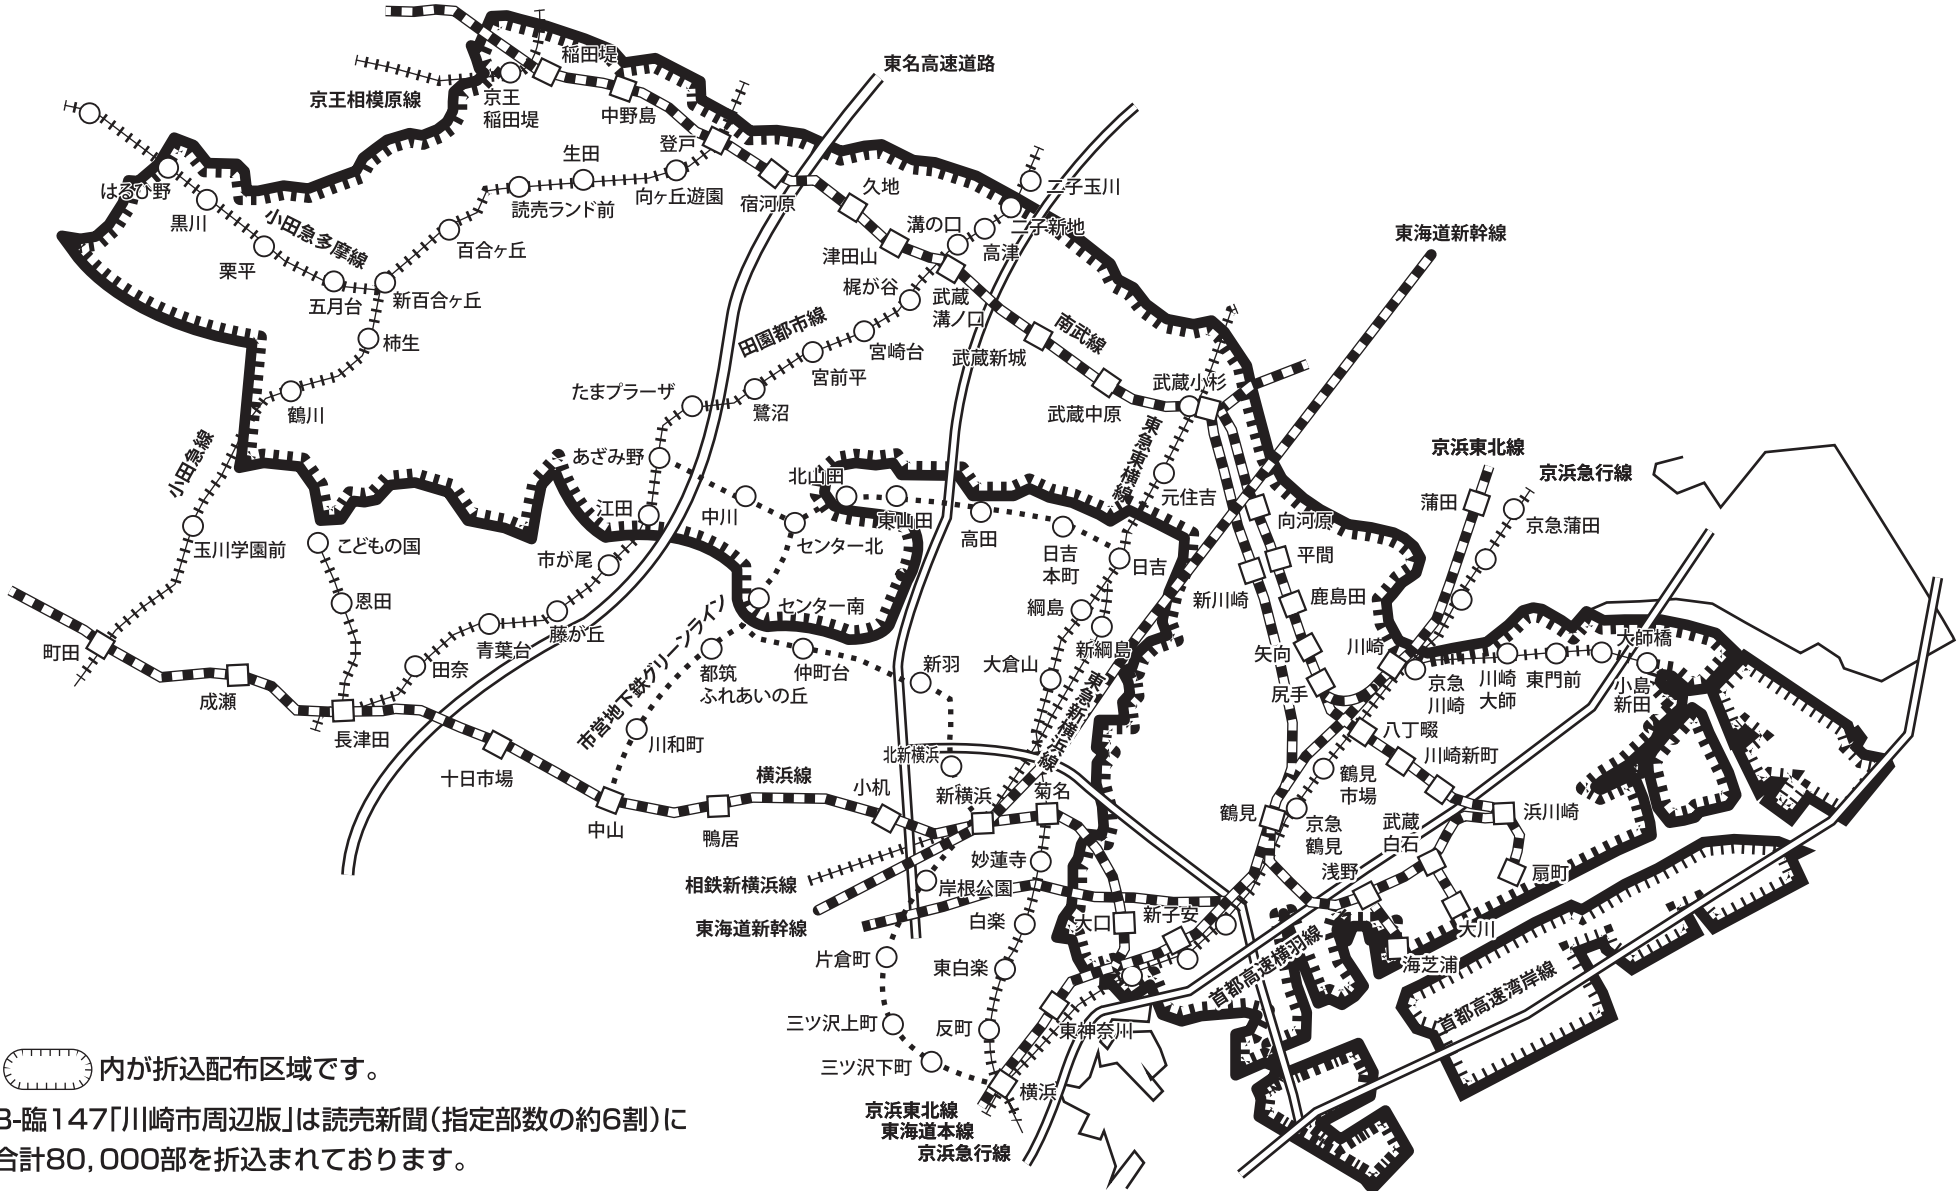 稲田堤
東名高速道路
京王相模原線
京王
稲田堤
中野島
登戸
生田
向ヶ丘遊園
読売ランド前
百合ヶ丘
宿河原
久地
二子玉川
二子新地
溝の口
高津
津田山
梶が谷
武蔵
溝ノ口
はるひ野
黒川
小田急多摩線
栗平
五月台
新百合ヶ丘
柿生
鶴川
小田急線
東海道新幹線
南武線
田園都市線
宮崎台
宮前平
武蔵新城
武蔵小杉
武蔵中原
たまプラーザ
鷺沼
あざみ野
東急東横線
京浜東北線
京浜急行線
北山田
東山田
元住吉
蒲田
京急蒲田
江田
中川
センター北
高田
日吉
本町
日吉
向河原
平間
玉川学園前
こどもの国
市が尾
恩田
センター南
綱島
新川崎
鹿島田
町田
青葉台
藤が丘
市営地下鉄グリーンライン
田奈
都筑
ふれあいの丘
仲町台
新羽
大倉山
新綱島
東急新横浜線
矢向
川崎
尻手
京急
川崎
川崎
大師
東門前
大師橋
小島
新田
成瀬
長津田
川和町
北新横浜
八丁畷
川崎新町
十日市場
横浜線
小机
新横浜
菊名
鶴見
市場
鶴見
京急
鶴見
武蔵
白石
浜川崎
中山
鴨居
妙蓮寺
浅野
扇町
相鉄新横浜線
岸根公園
東海道新幹線
白楽
大口
新子安
大川
片倉町
東白楽
首都高速横羽線
海芝浦
首都高速湾岸線
三ツ沢上町
反町
東神奈川
三ツ沢下町
横浜
京浜東北線
東海道本線
京浜急行線
内が折込配布区域です。
B-臨147「川崎市周辺版」は読売新聞(指定部数の約6割)に
合計80,000部を折込まれております。